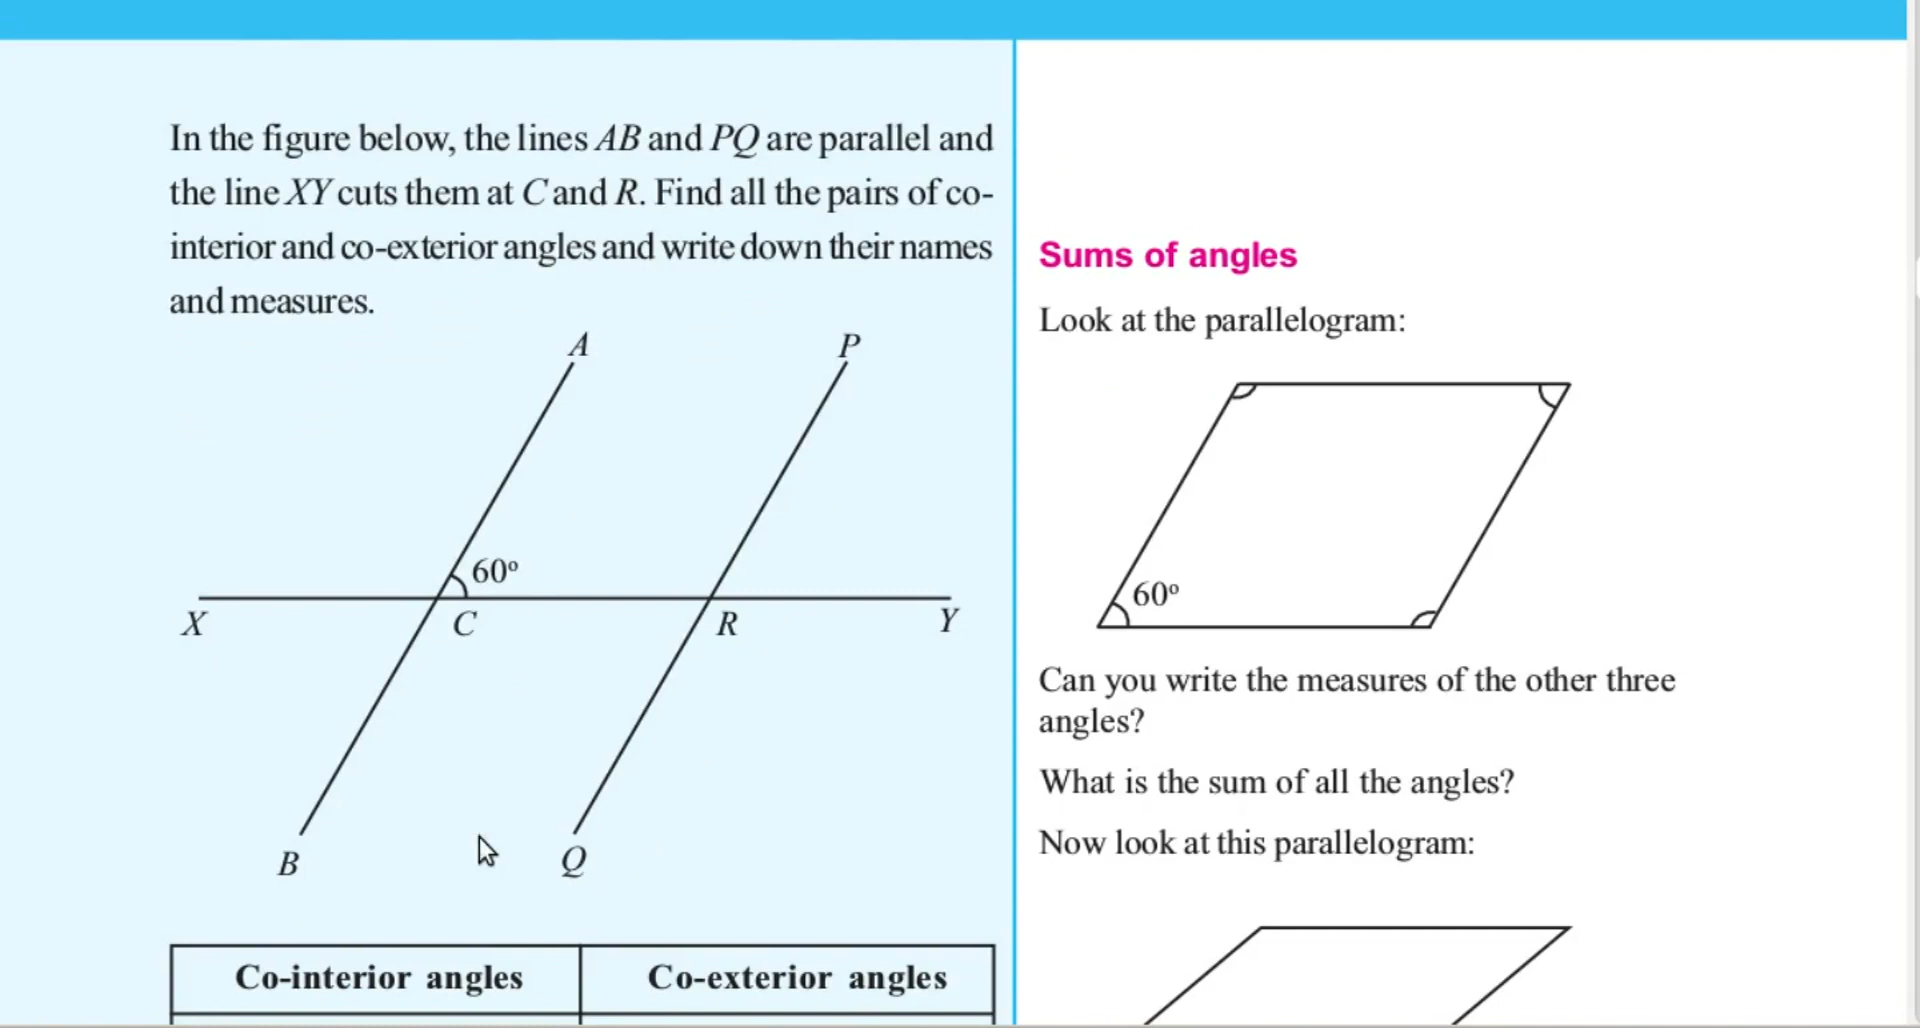 In the figure below, the lines AB and PQ are parallel and
the line XY cuts them at C and R. Find all the pairs of co-
interior and co-exterior angles and write down their names
and measures.
A
P
60°
X
C
R
Y
B
Q
Co-interior angles
Co-exterior angles
Sums of angles
Look at the parallelogram:
60°
Can you write the measures of the other three
angles?
What is the sum of all the angles?
Now look at this parallelogram: